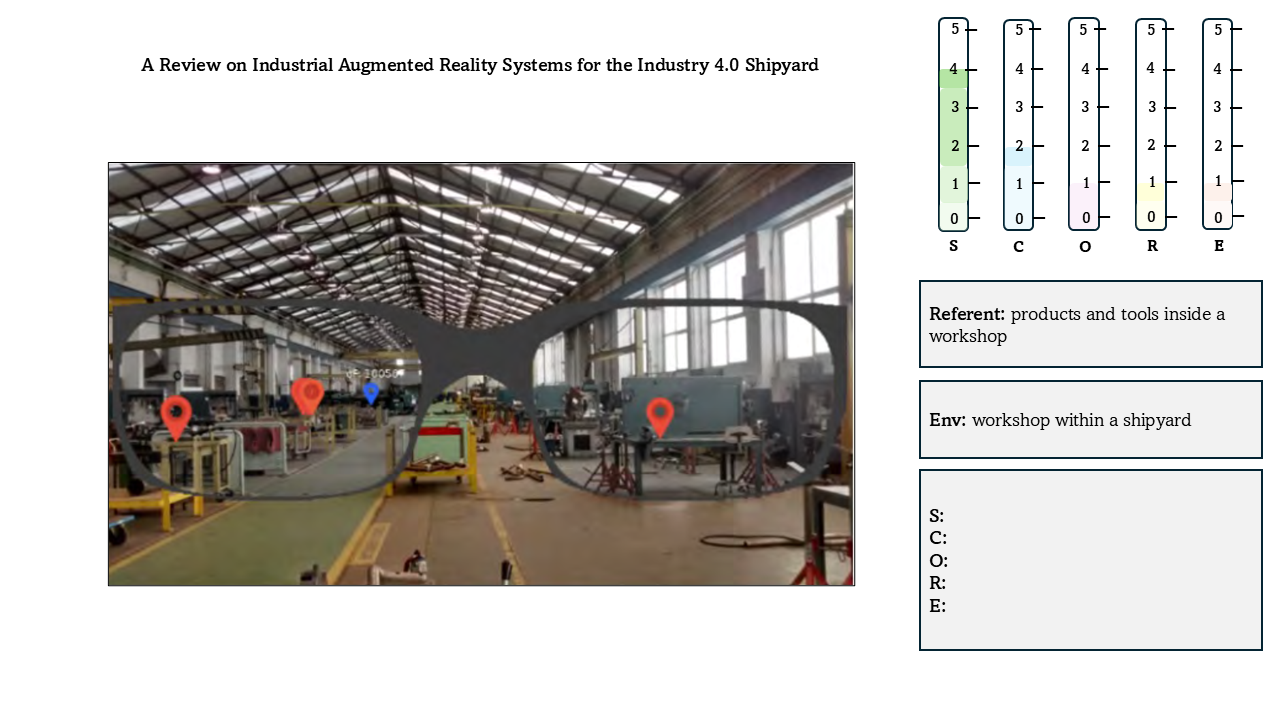 A Review on Industrial Augmented Reality Systems for the Industry 4.0 Shipyard
5 5 5 5 5
4 4 4 4 4
3 3 3 3 3
2 2 2 2 2
1 1 1 1 1
0 0 0 0 0
S C O R E
Referent: products and tools inside a
workshop
Env: workshop within a shipyard
S:
C:
O:
R:
E: